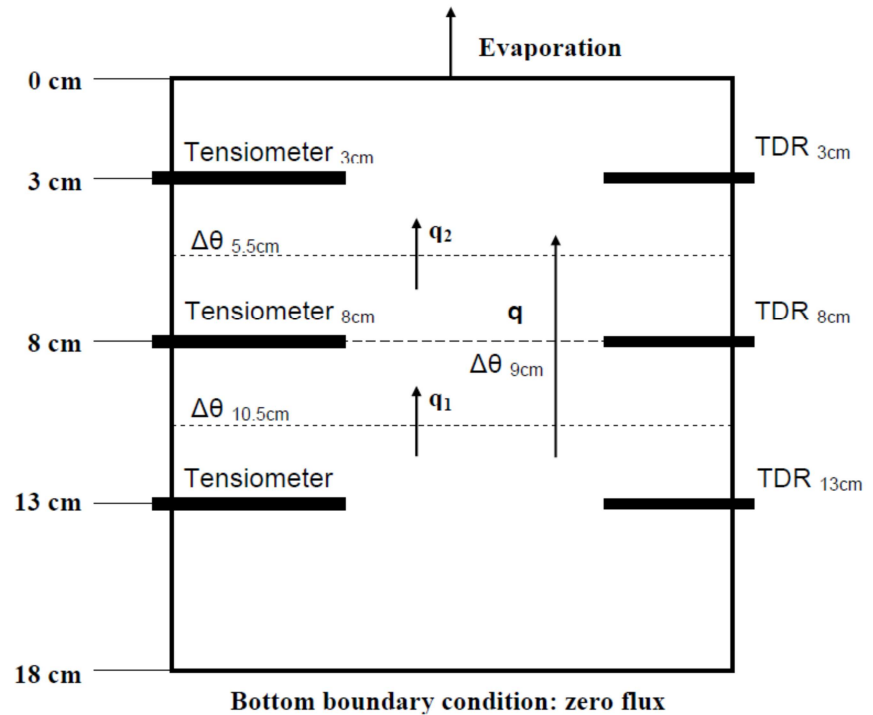 Evaporation
0 cm
Tensiometer 3cm
TDR 3cm
3 cm
Δθ 5.5cm
q2
Tensiometer 8cm
q
TDR 8cm
8 cm
Δθ 9cm
Δθ 10.5cm
q1
Tensiometer
TDR 13cm
13 cm
18 cm
Bottom boundary condition: zero flux